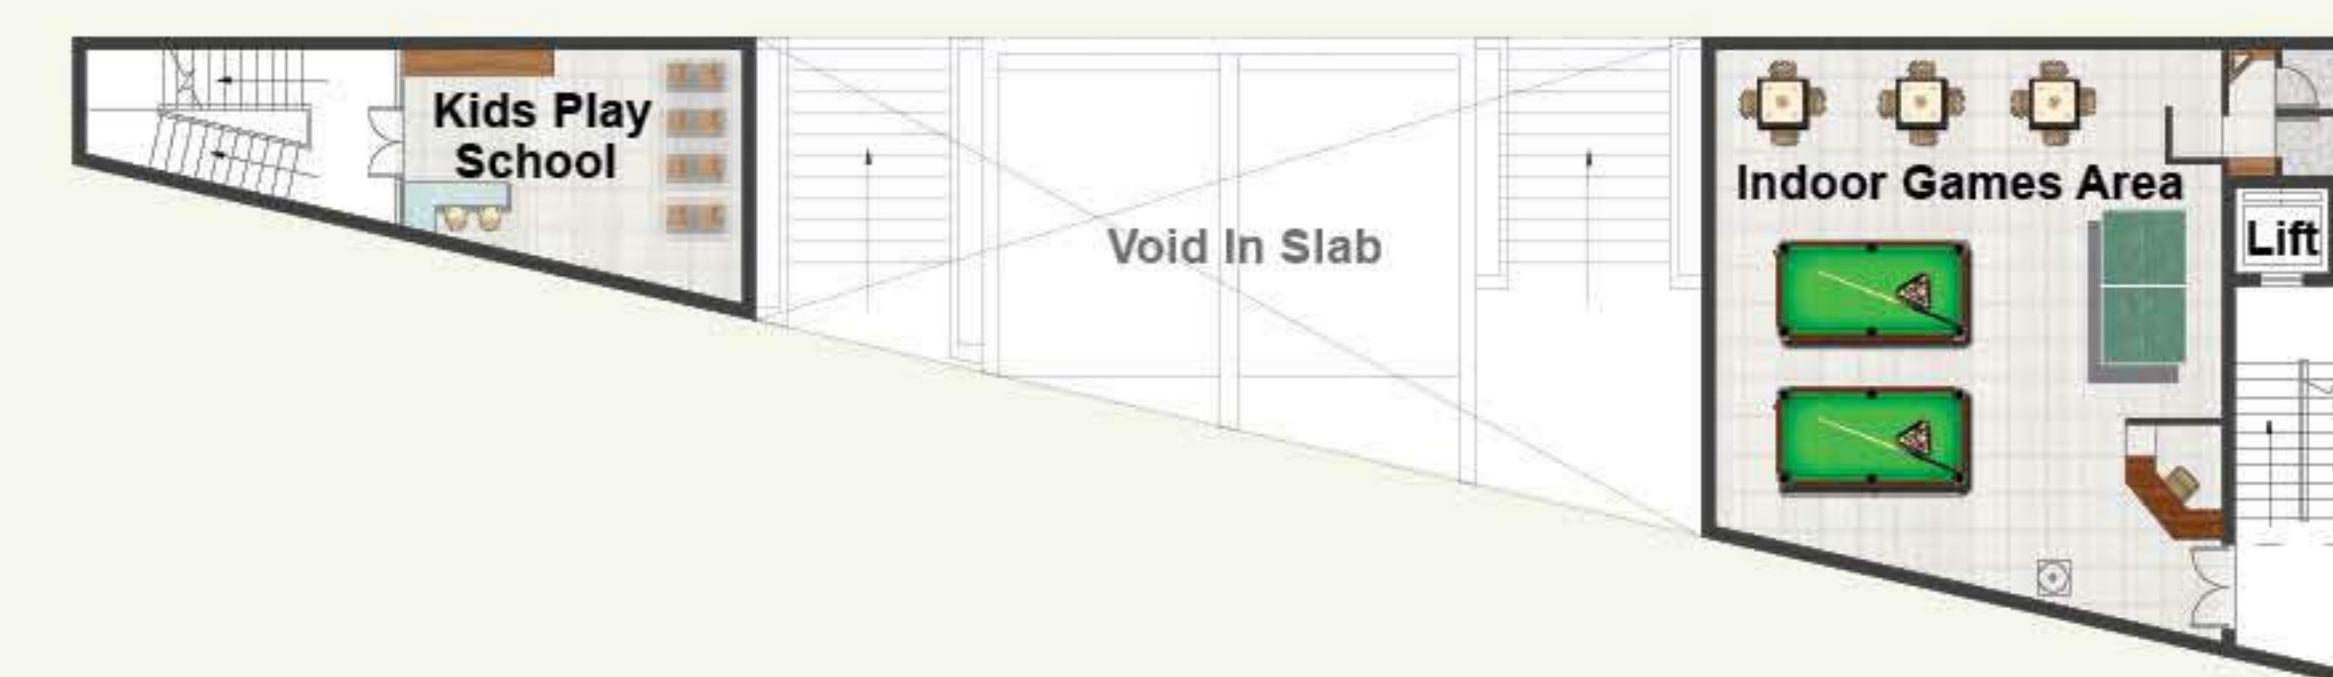 Kids Play
School
Void In Slab
Indoor Games Area
Lift